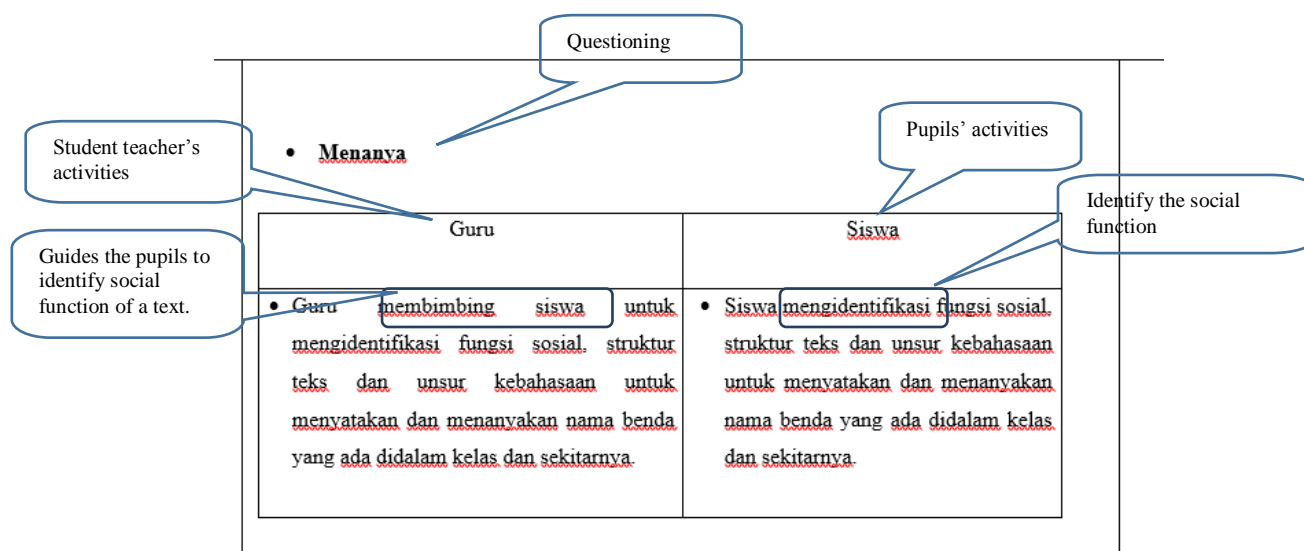 Questioning
Student teacher’s
activities
• Menanya
Pupils’ activities
Identify the social
function
Guides the pupils to
identify social
function of a text.
Guru
Siswa
• Guru membimbing siswa untuk
mengidentifikasi fungsi sosial, struktur
teks dan unsur kebahasaan untuk
menyatakan dan menanyakan nama benda
yang ada didalam kelas dan sekitarnya.
• Siswa mengidentifikasi fungsi sosial,
struktur teks dan unsur kebahasaan
untuk menyatakan dan menanyakan
nama benda yang ada didalam kelas
dan sekitarnya.